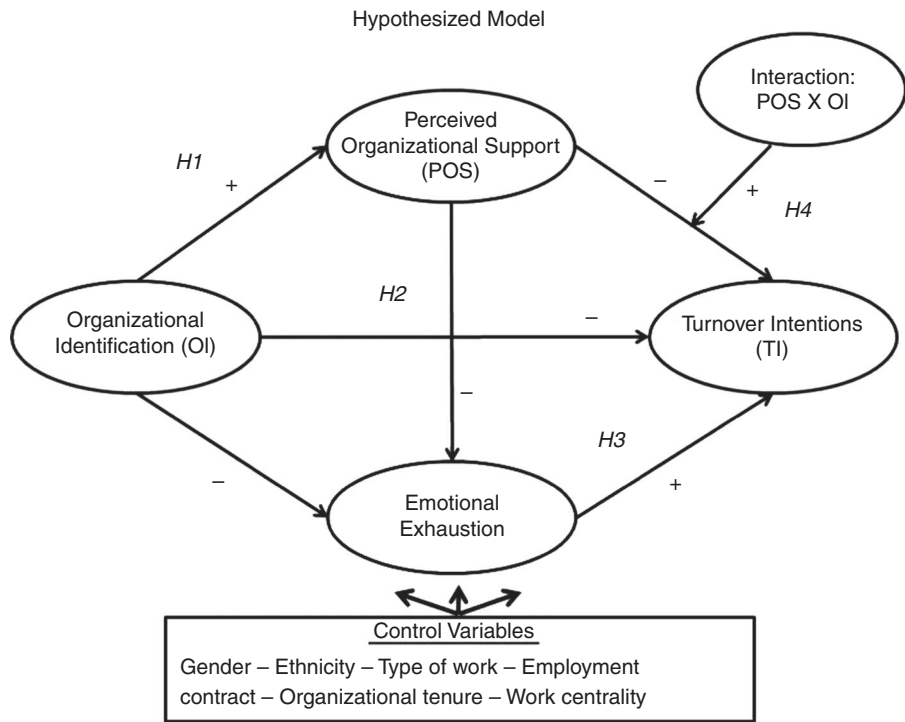 Hypothesized Model
Interaction:
POS X OI
Perceived
Organizational Support
(POS)
H1
+
–
+
H4
H2
Organizational
Identification (OI)
–
Turnover Intentions
(TI)
–
–
H3
+
Emotional
Exhaustion
Control Variables
Gender – Ethnicity – Type of work – Employment
contract – Organizational tenure – Work centrality